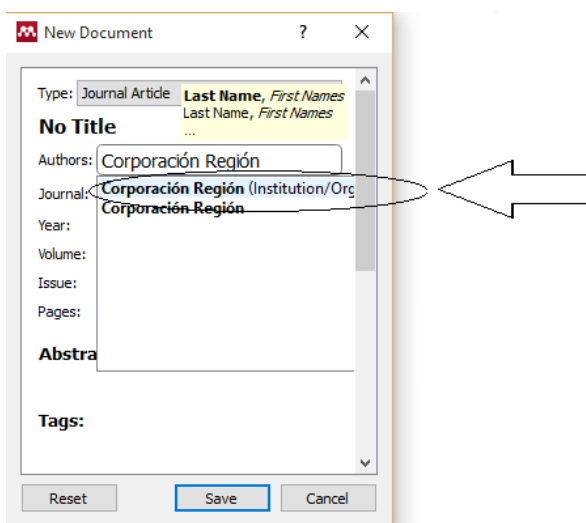 New Document ? X
Type: Journal Article
Last Name, First Names
Last Name, First Names
...
No Title
Authors: Corporación Región
Journal: Corporación Región (Institution/Org
Corporación Región
Year:
Volume:
Issue:
Pages:
Abstra
Tags:
Reset Save Cancel